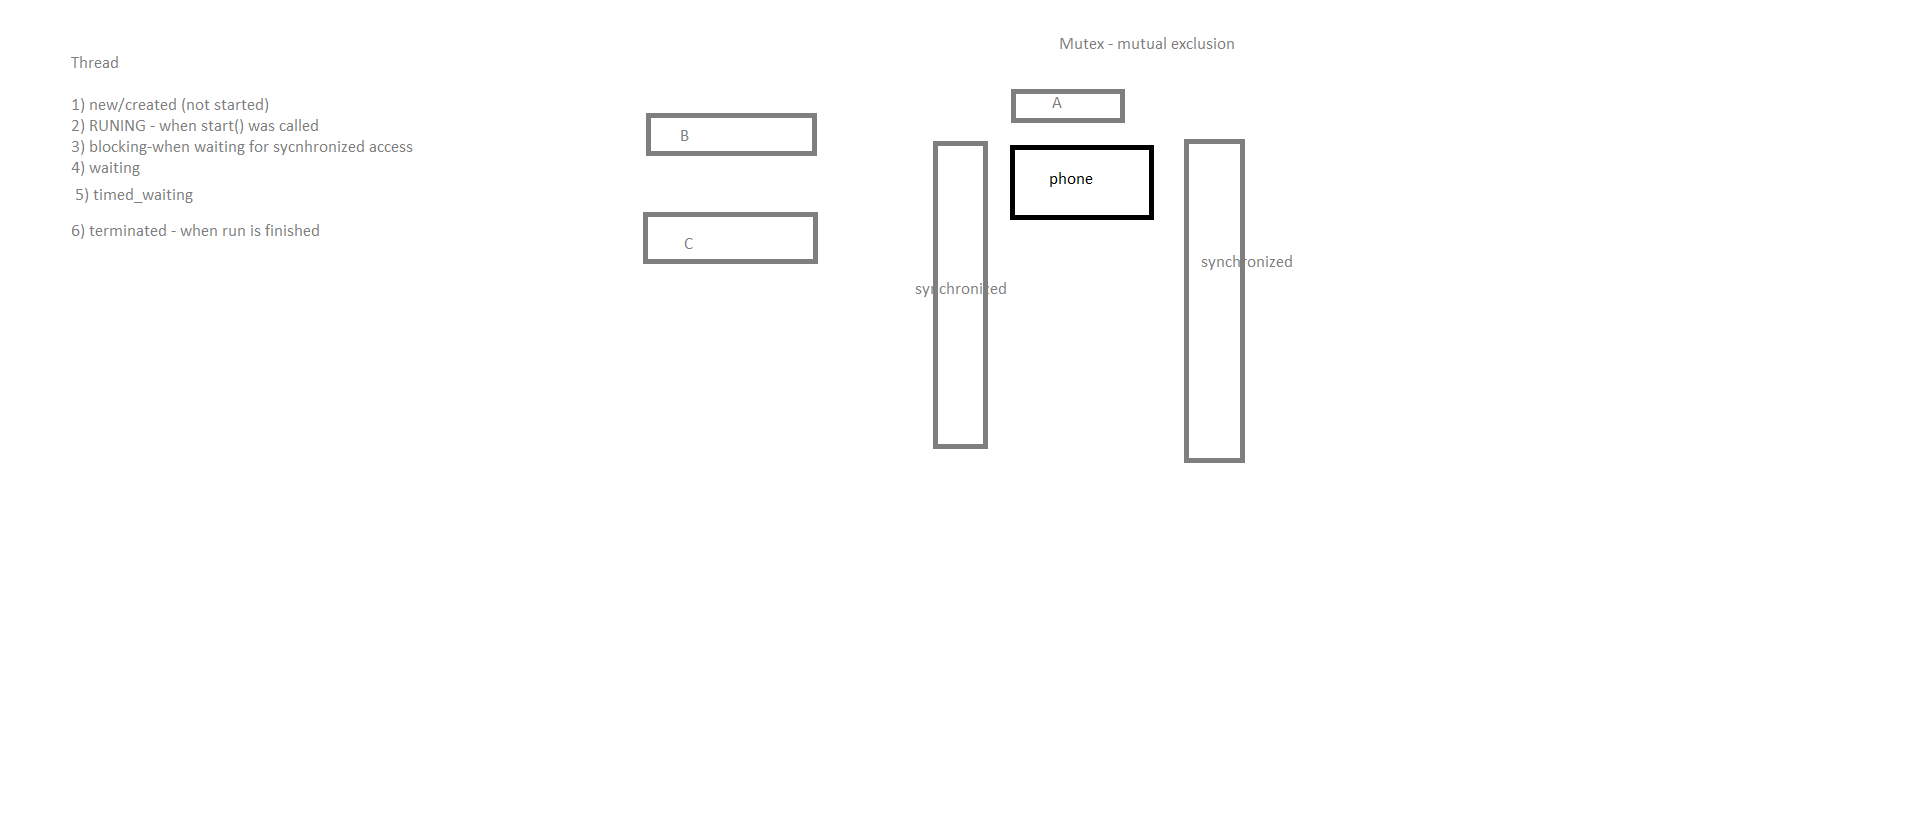 Thread
1) new/created (not started)
2) RUNING - when start() was called
3) blocking-when waiting for sycnhronized access
4) waiting
5) timed_waiting
6) terminated - when run is finished
B
C
Mutex - mutual exclusion
A
phone
synchronized
synchronized